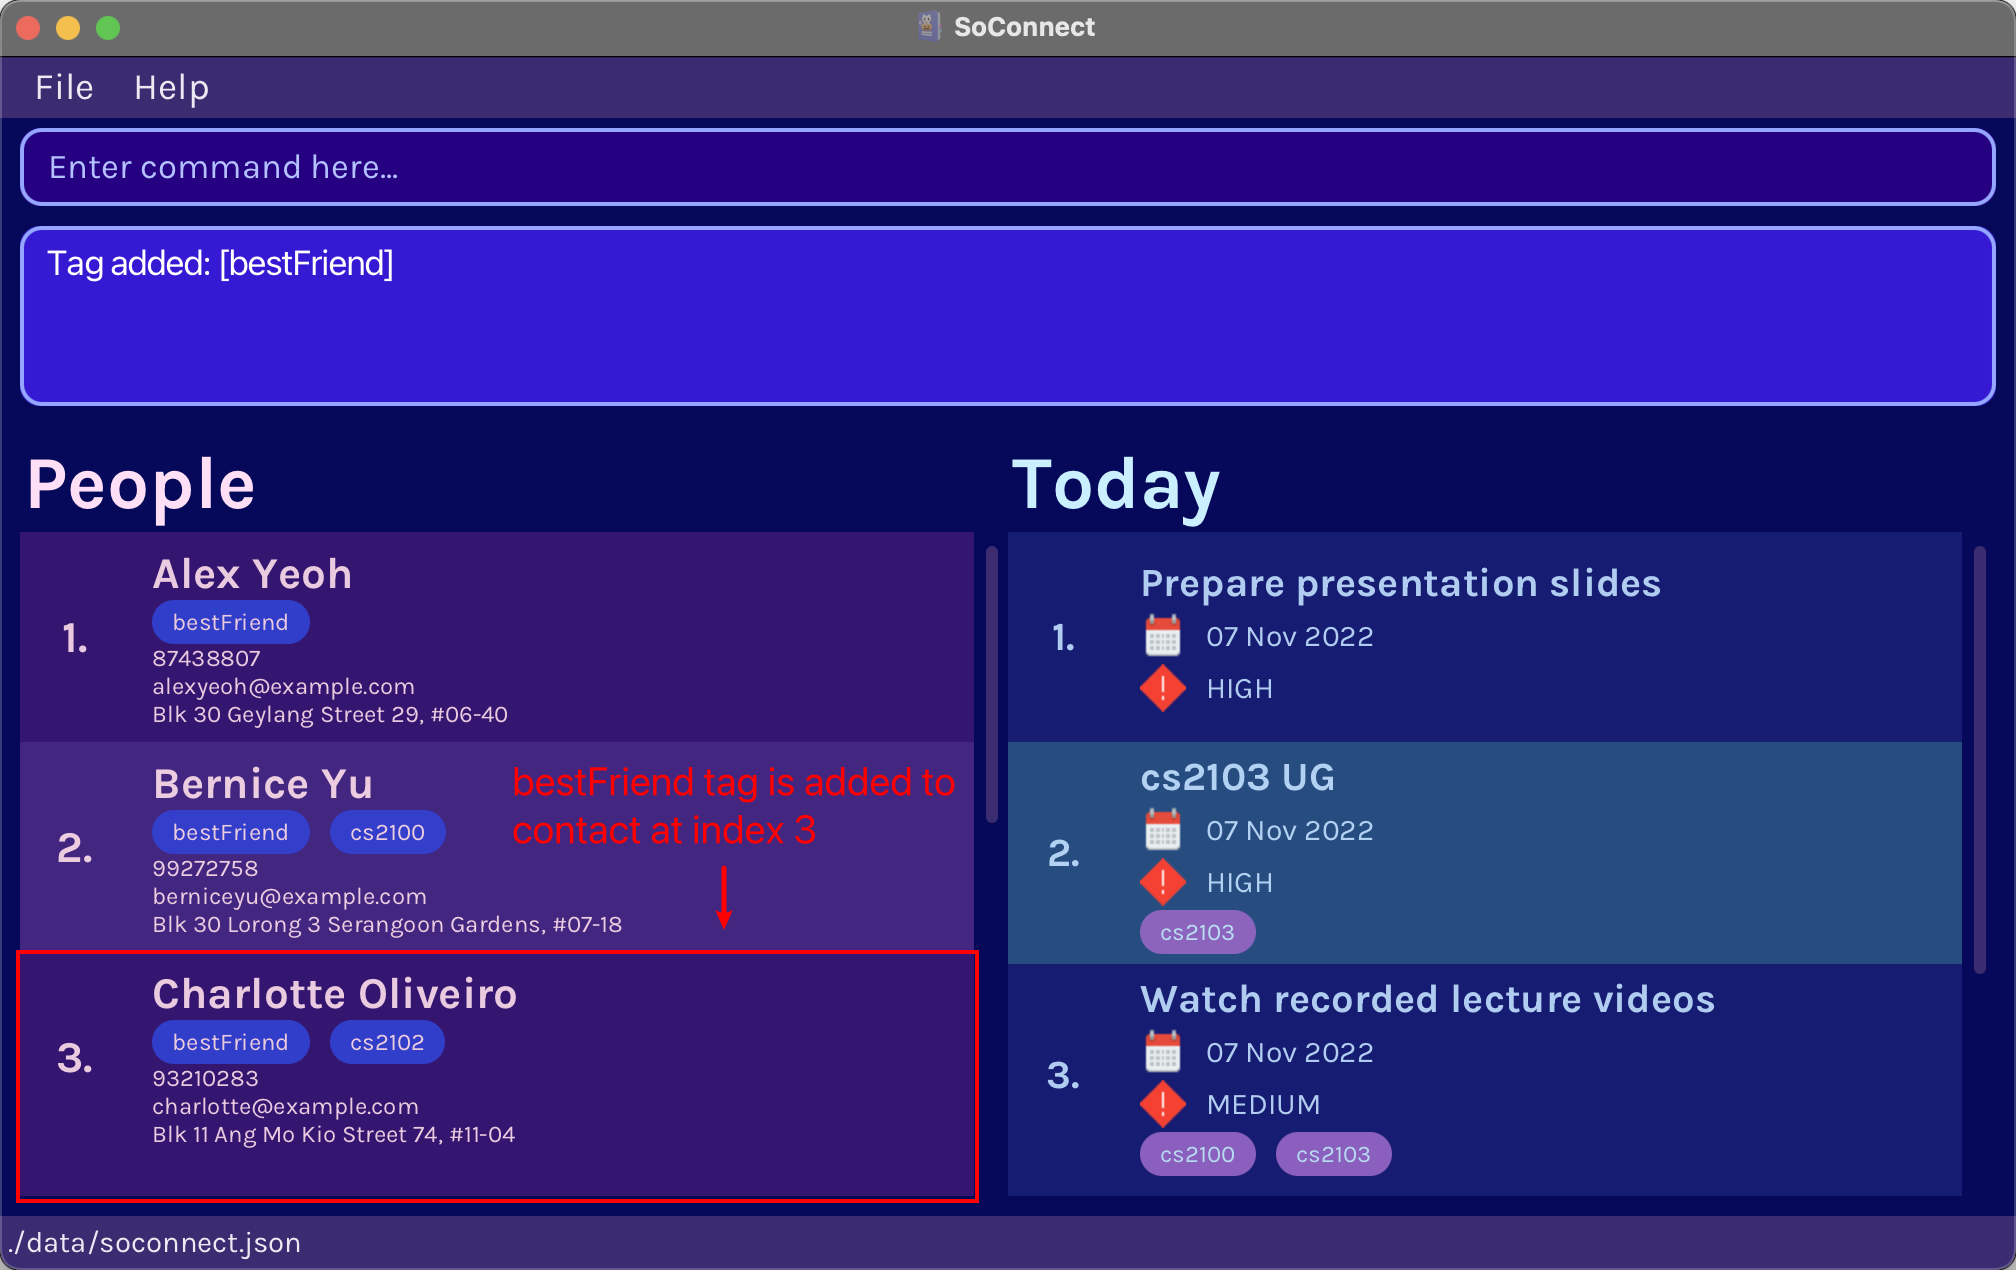 SoConnect
File Help
Enter command here...
Tag added: [bestFriend]
People
1.
Alex Yeoh
bestFriend
87438807
alexyeoh@example.com
Blk 30 Geylang Street 29, #06-40
2.
Bernice Yu
bestFriend cs2100
99272758
berniceyu@example.com
Blk 30 Lorong 3 Serangoon Gardens, #07-18
bestFriend tag is added to
contact at index 3
3.
Charlotte Oliveiro
bestFriend cs2102
93210283
charlotte@example.com
Blk 11 Ang Mo Kio Street 74, #11-04
Today
1.
Prepare presentation slides
07 Nov 2022
HIGH
2.
cs2103 UG
07 Nov 2022
HIGH
cs2103
3.
Watch recorded lecture videos
07 Nov 2022
MEDIUM
cs2100 cs2103
./data/soconnect.json